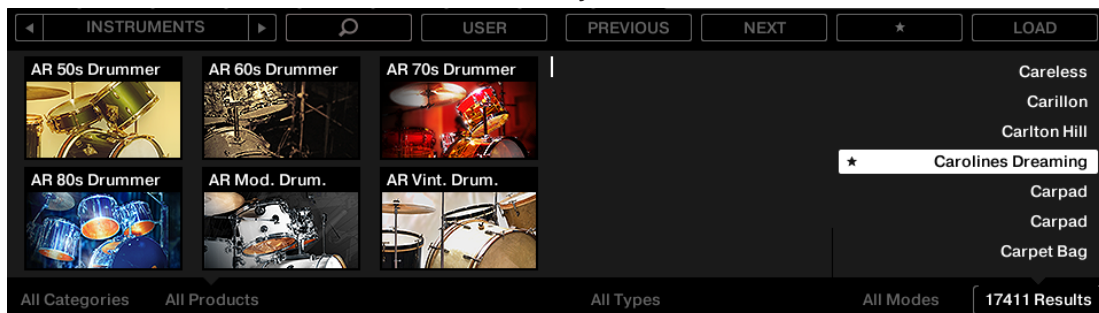 INSTRUMENTS USER PREVIOUS NEXT ★ LOAD
AR 50s Drummer AR 60s Drummer AR 70s Drummer
AR 80s Drummer AR Mod. Drum. AR Vint. Drum.
Careless
Carillon
Carlton Hill
★ Carolines Dreaming
Carpad
Carpad
Carpet Bag
All Categories All Products All Types All Modes 17411 Results